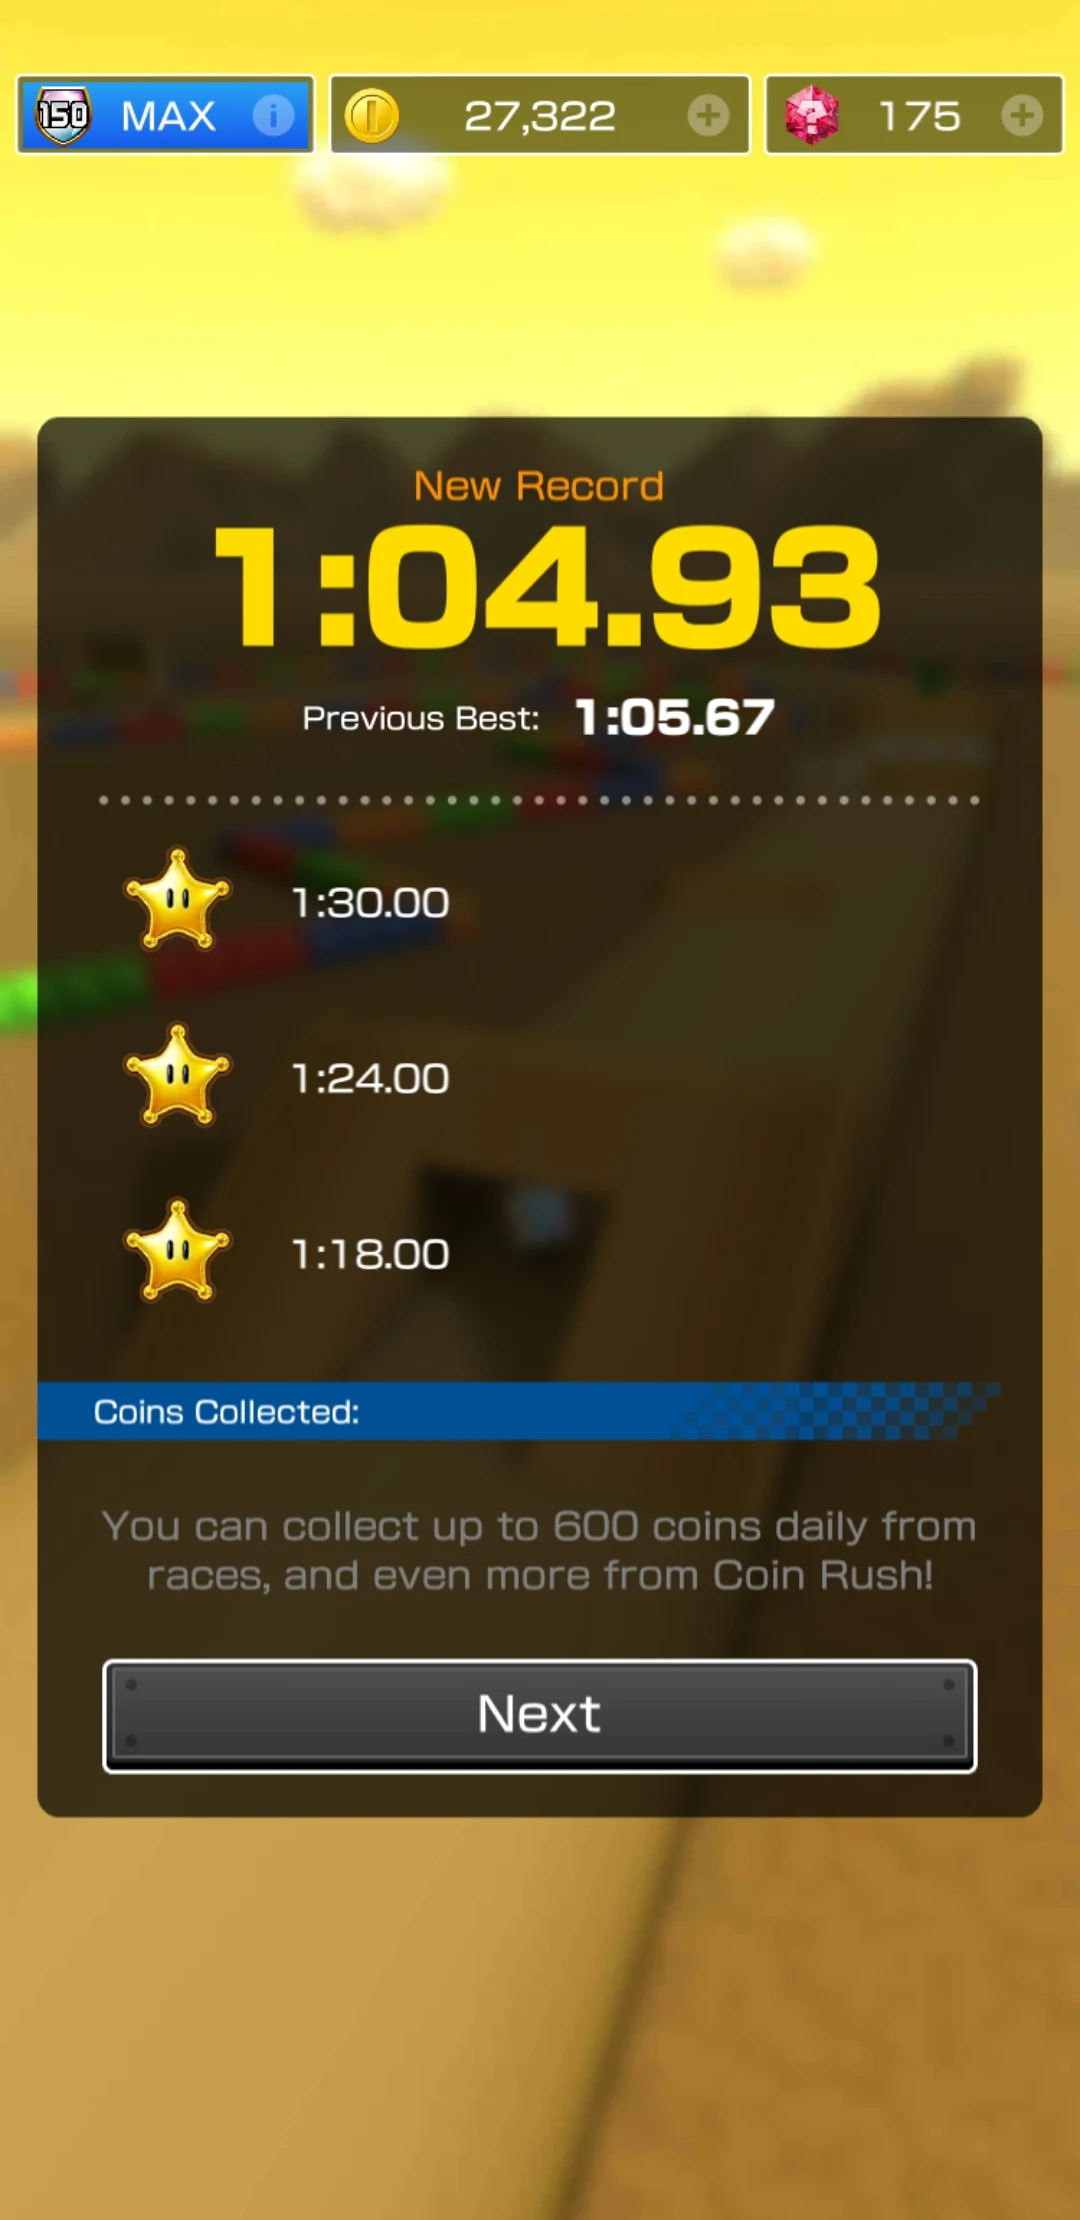 150 MAX i 27,322 + 175 +
New Record
1:04.93
Previous Best: 1:05.67
1:30.00
1:24.00
1:18.00
Coins Collected:
You can collect up to 600 coins daily from
races, and even more from Coin Rush!
Next